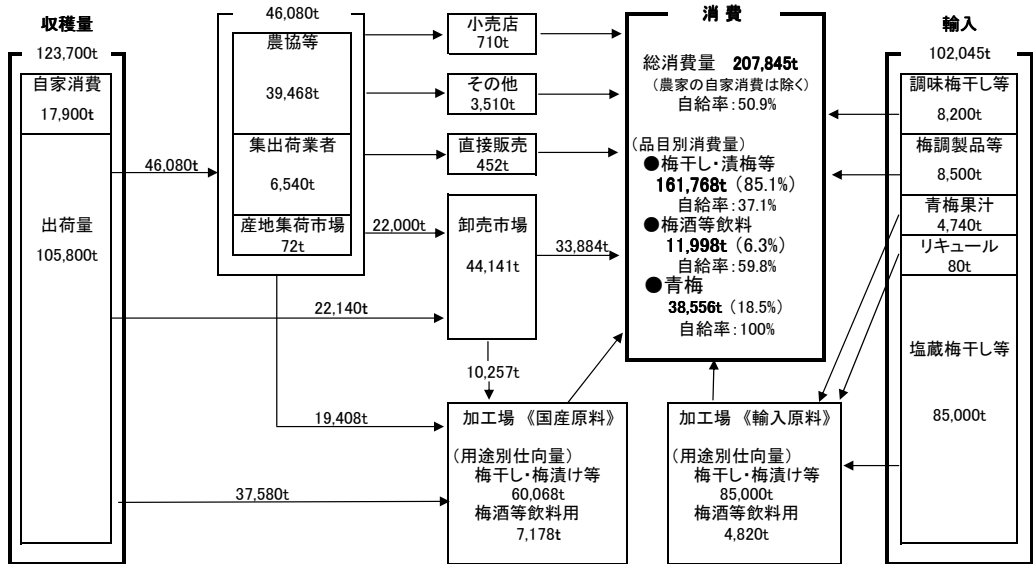 収穫量
123,700t
自家消費
17,900t
出荷量
105,800t
46,080t
46,080t
農協等
39,468t
集出荷業者
6,540t
産地集荷市場
72t
22,000t
22,140t
19,408t
37,580t
小売店
710t
その他
3,510t
直接販売
452t
卸売市場
44,141t
33,884t
10,257t
加工場 《国産原料》
(用途別仕向量)
梅干し・梅漬け等
60,068t
梅酒等飲料用
7,178t
消 費
総消費量 207,845t
(農家の自家消費は除く)
自給率:50.9%
(品目別消費量)
●梅干し・漬梅等
161,768t (85.1%)
自給率:37.1%
●梅酒等飲料
11,998t (6.3%)
自給率:59.8%
●青梅
38,556t (18.5%)
自給率:100%
加工場 《輸入原料》
(用途別仕向量)
梅干し・梅漬け等
85,000t
梅酒等飲料用
4,820t
輸入
102,045t
調味梅干し等
8,200t
梅調製品等
8,500t
青梅果汁
4,740t
リキュール
80t
塩蔵梅干し等
85,000t